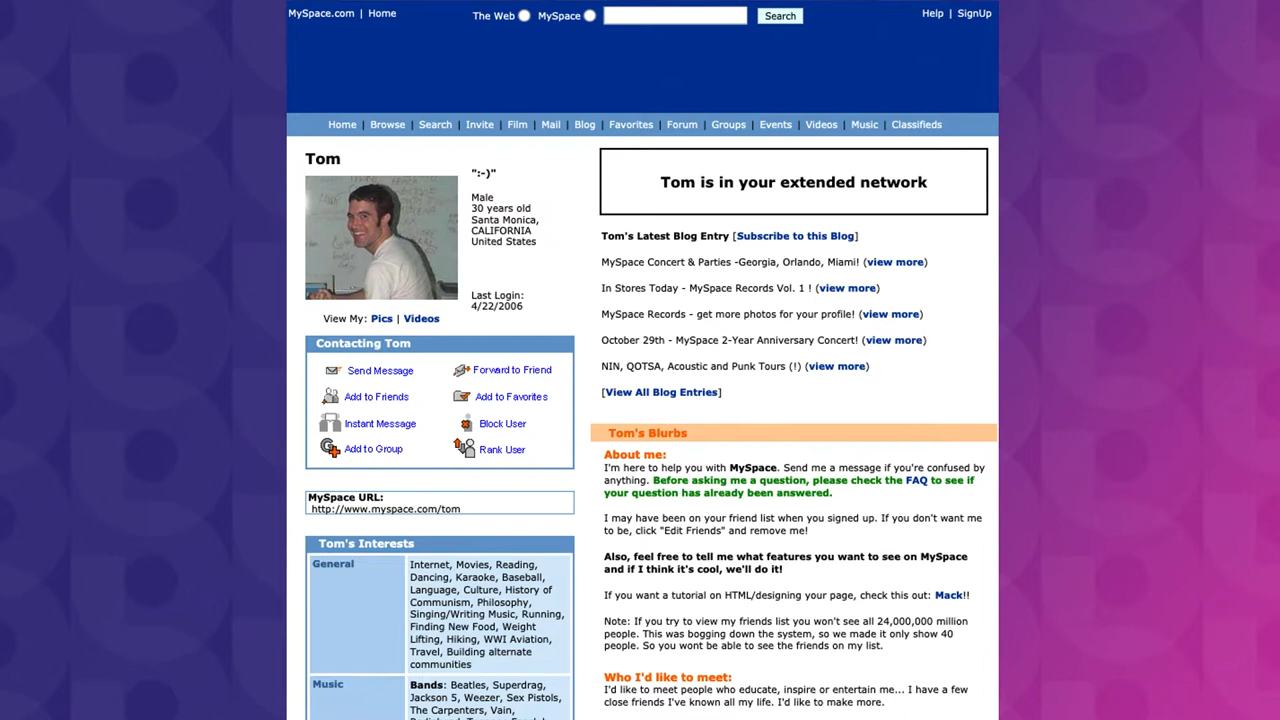 MySpace.com | Home
The Web MySpace Search
Help | SignUp
Home | Browse | Search | Invite | Film | Mail | Blog | Favorites | Forum | Groups | Events | Videos | Music | Classifieds
Tom
":-)"
Male
30 years old
Santa Monica,
CALIFORNIA
United States
Last Login:
4/22/2006
View My: Pics | Videos
Contacting Tom
Send Message Forward to Friend
Add to Friends Add to Favorites
Instant Message Block User
Add to Group Rank User
MySpace URL:
http://www.myspace.com/tom
Tom's Interests
General
Internet, Movies, Reading,
Dancing, Karaoke, Baseball,
Language, Culture, History of
Communism, Philosophy,
Singing/Writing Music, Running,
Finding New Food, Weight
Lifting, Hiking, WWI Aviation,
Travel, Building alternate
communities
Music
Bands: Beatles, Superdrag,
Jackson 5, Weezer, Sex Pistols,
The Carpenters, Vain,
Tom is in your extended network
Tom's Latest Blog Entry [Subscribe to this Blog]
MySpace Concert & Parties -Georgia, Orlando, Miami! (view more)
In Stores Today - MySpace Records Vol. 1 ! (view more)
MySpace Records - get more photos for your profile! (view more)
October 29th - MySpace 2-Year Anniversary Concert! (view more)
NIN, QOTSA, Acoustic and Punk Tours (!) (view more)
[View All Blog Entries]
Tom's Blurbs
About me:
I'm here to help you with MySpace. Send me a message if you're confused by
anything. Before asking me a question, please check the FAQ to see if
your question has already been answered.
I may have been on your friend list when you signed up. If you don't want me
to be, click "Edit Friends" and remove me!
Also, feel free to tell me what features you want to see on MySpace
and if I think it's cool, we'll do it!
If you want a tutorial on HTML/designing your page, check this out: Mack!!
Note: If you try to view my friends list you won't see all 24,000,000 million
people. This was bogging down the system, so we made it only show 40
people. So you wont be able to see the friends on my list.
Who I'd like to meet:
I'd like to meet people who educate, inspire or entertain me... I have a few
close friends I've known all my life. I'd like to make more.